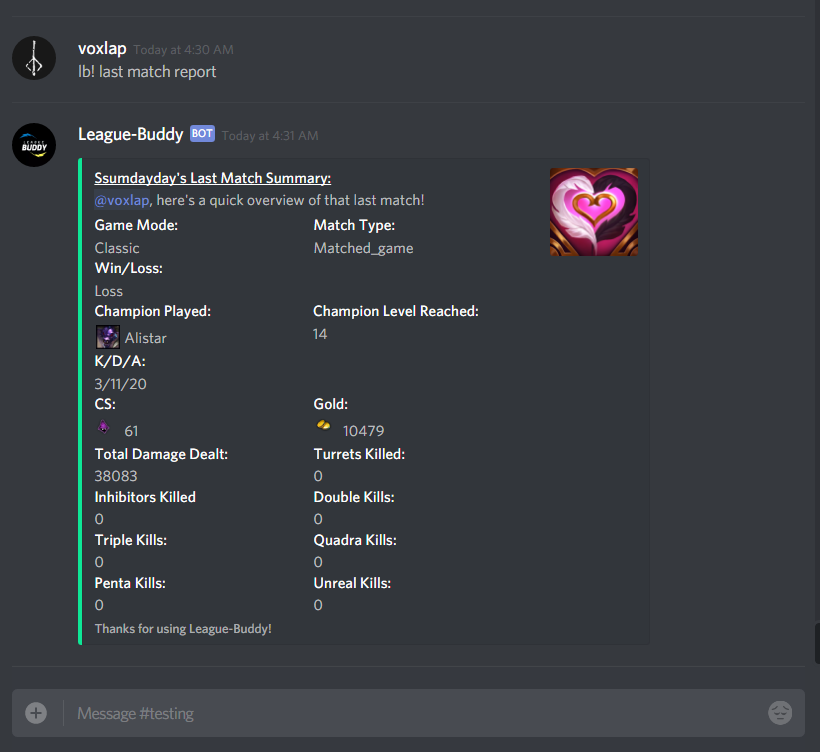 voxlap Today at 4:30 AM
lb! last match report
BUDDY
League-Buddy BOT Today at 4:31 AM
Ssumdayday's Last Match Summary:
@voxlap, here's a quick overview of that last match!
Game Mode: Match Type:
Classic Matched_game
Win/Loss:
Loss
Champion Played: Champion Level Reached:
Alistar 14
K/D/A:
3/11/20
CS: Gold:
61 10479
Total Damage Dealt: Turrets Killed:
38083 0
Inhibitors Killed Double Kills:
0 0
Triple Kills: Quadra Kills:
0 0
Penta Kills: Unreal Kills:
0 0
Thanks for using League-Buddy!
Message #testing